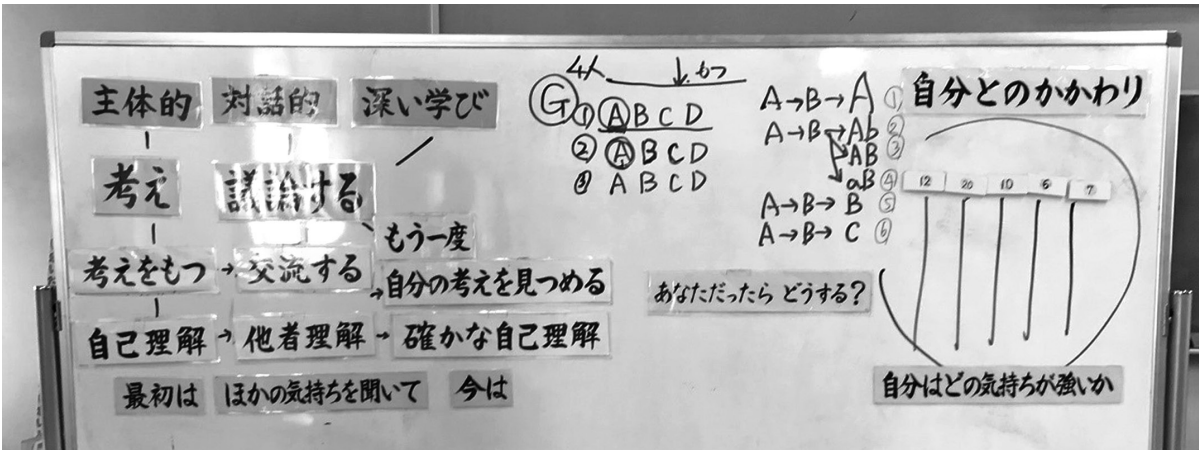 主体的 対話的 深い学び
考え 議論する
もう一度
考えをもつ → 交流する → 自分の考えを見つめる
自己理解 → 他者理解 → 確かな自己理解
最初は ほかの気持ちを聞いて 今は
4人
G ① A B C D
② A B C D
③ A B C D
A→B→A ①
A→B→Ab ②
AB ③
aB ④
A→B→B ⑤
A→B→C ⑥
あなただったら どうする?
自分とのかかわり
12 20 10 6 7
自分はどの気持ちが強いか